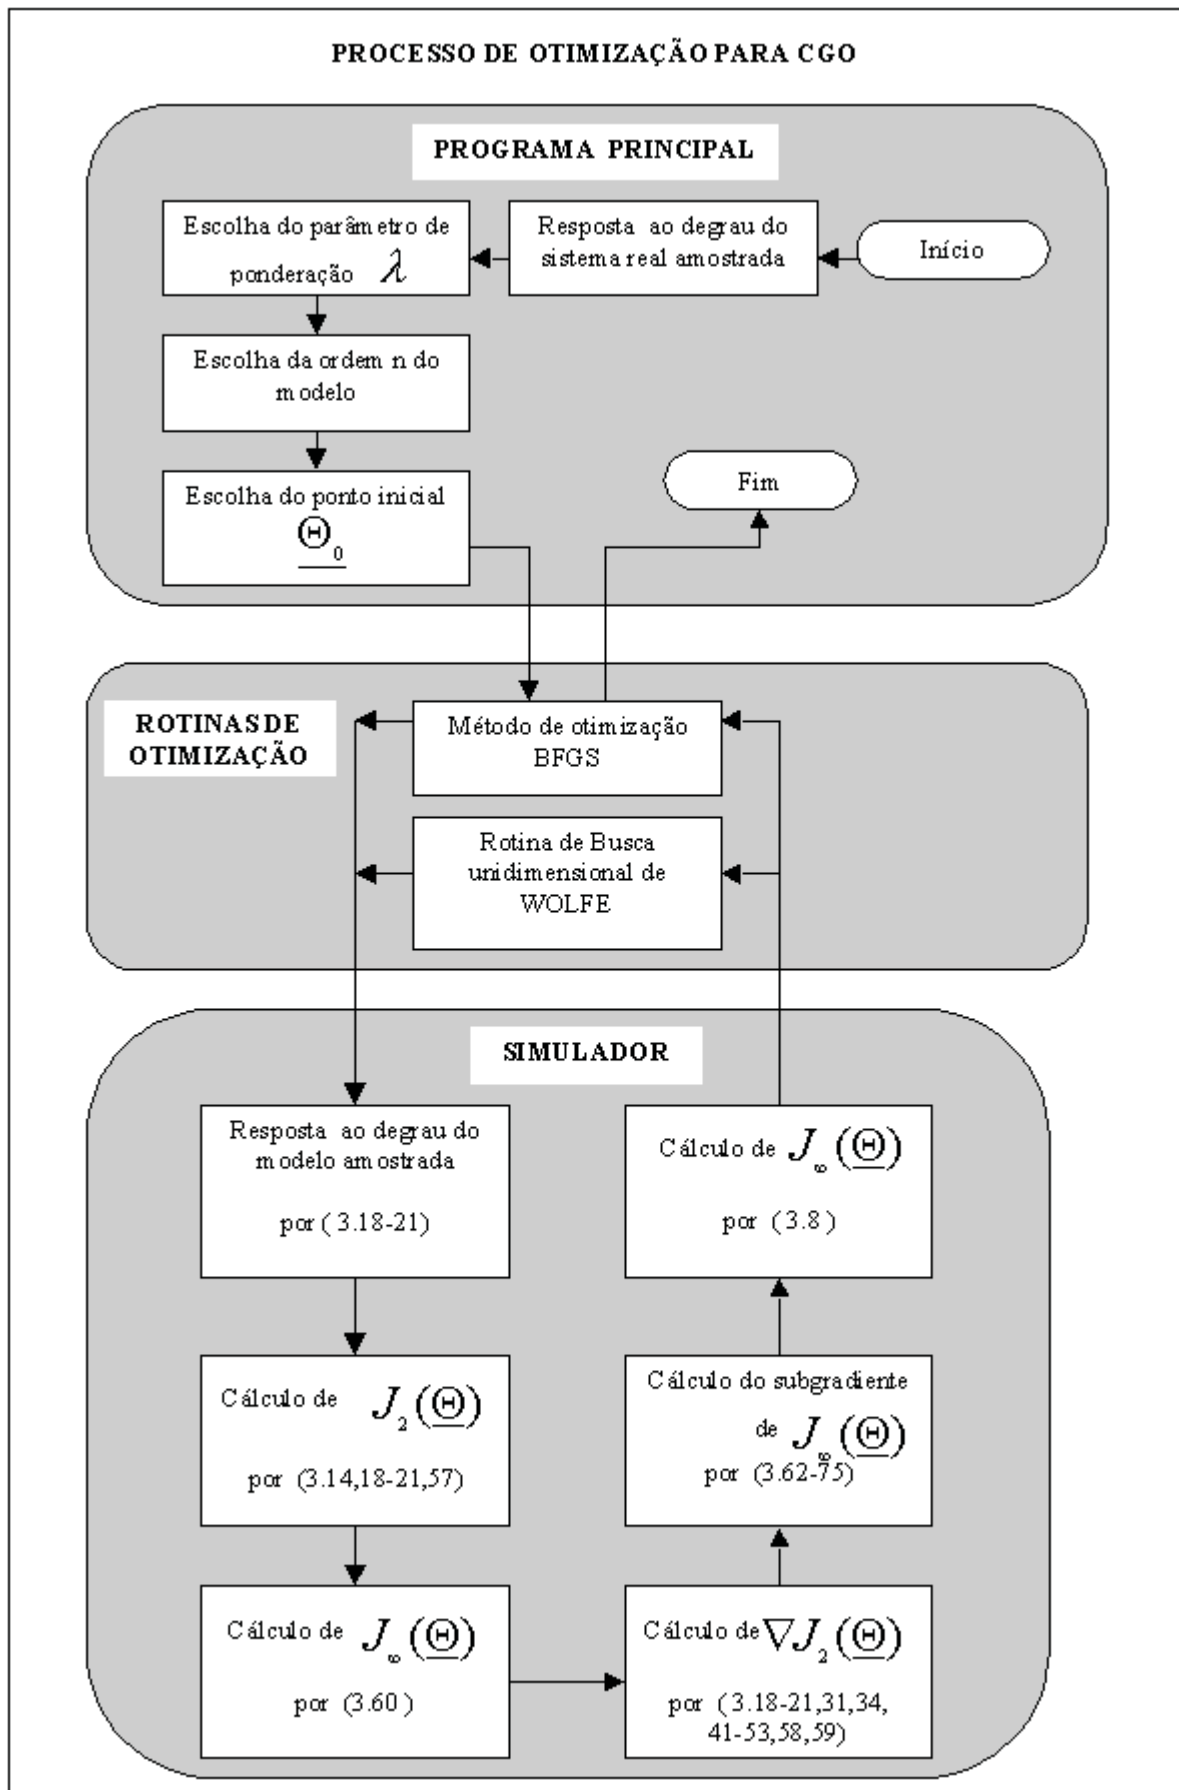 PROCESSO DE OTIMIZAÇÃO PARA CGO
PROGRAMA PRINCIPAL
Início
Resposta ao degrau do
sistema real amostrada
Escolha do parâmetro de
ponderação λ
Escolha da ordem n do
modelo
Escolha do ponto inicial
Θ₀
Fim
ROTINAS DE
OTIMIZAÇÃO
Método de otimização
BFGS
Rotina de Busca
unidimensional de
WOLFE
SIMULADOR
Resposta ao degrau do
modelo amostrada
por ( 3.18-21)
Cálculo de J₂(Θ)
por (3.14,18-21,57)
Cálculo de J∞(Θ)
por (3.60 )
Cálculo de ∇J₂(Θ)
por ( 3.18-21,31,34,
41-53,58,59)
Cálculo do subgradiente
de J∞(Θ)
por (3.62-75)
Cálculo de J∞(Θ)
por ( 3.8 )